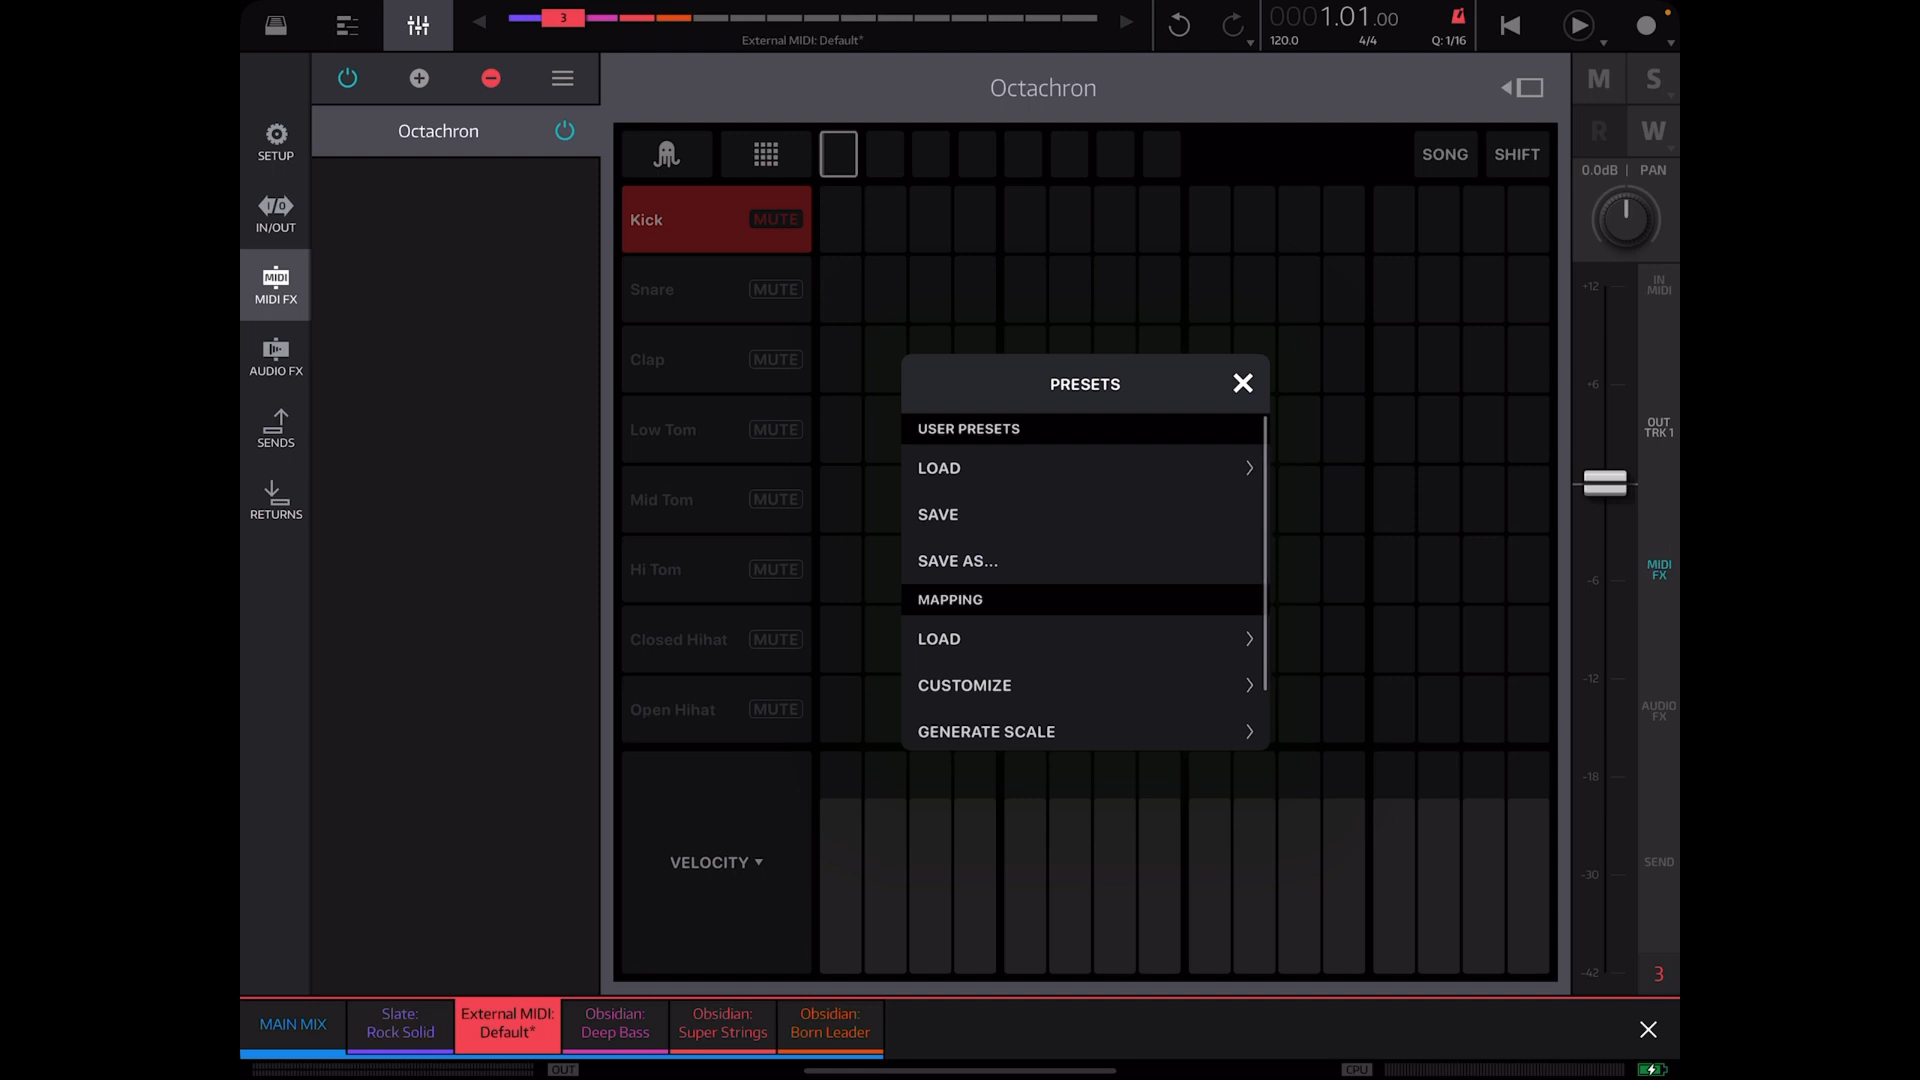 3
External MIDI: Default*
0001.01.00
120.0
4/4
Q: 1/16
Octachron
M
S
R
W
Octachron
SETUP
I/O
IN/OUT
MIDI
MIDI FX
AUDIO FX
SENDS
RETURNS
SONG
SHIFT
Kick
MUTE
Snare
MUTE
Clap
MUTE
Low Tom
MUTE
Mid Tom
MUTE
Hi Tom
MUTE
Closed Hihat
MUTE
Open Hihat
MUTE
VELOCITY
PRESETS
USER PRESETS
LOAD
SAVE
SAVE AS...
MAPPING
LOAD
CUSTOMIZE
GENERATE SCALE
0.0dB | PAN
+12
+6
-6
-12
-18
-30
-42
IN
MIDI
OUT
TRK 1
MIDI
FX
AUDIO
FX
SEND
3
MAIN MIX
Slate:
Rock Solid
External MIDI:
Default*
Obsidian:
Deep Bass
Obsidian:
Super Strings
Obsidian:
Born Leader
OUT
CPU